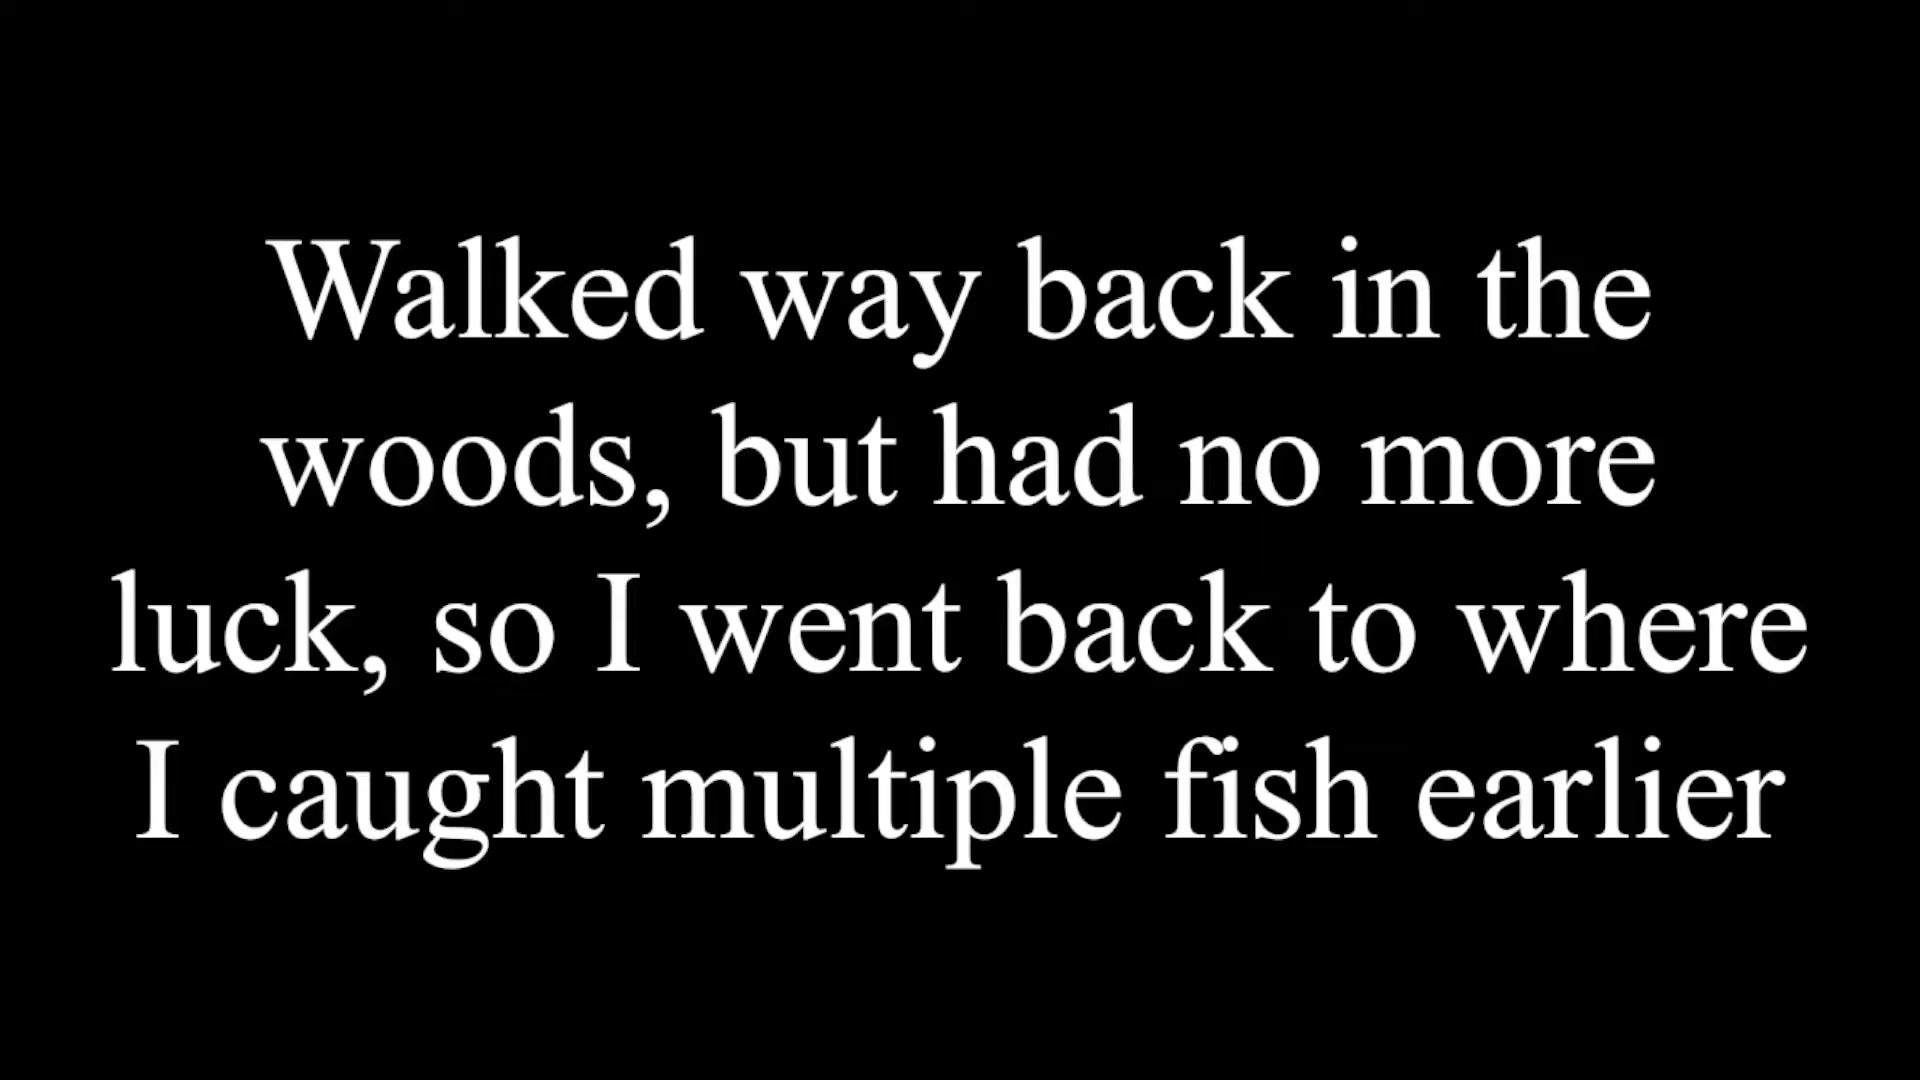 Walked way back in the
woods, but had no more
luck, so I went back to where
I caught multiple fish earlier